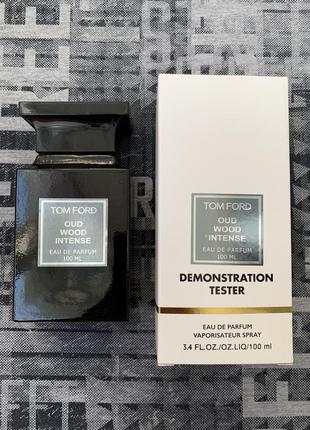 TOM FORD
OUD
WOOD
INTENSE
EAU DE PARFUM
100 ML
TOM FORD
OUD
WOOD
INTENSE
EAU DE PARFUM
100 ML
DEMONSTRATION
TESTER
EAU DE PARFUM
VAPORISATEUR SPRAY
3.4 FL.OZ./OZ.LIQ/100 ml